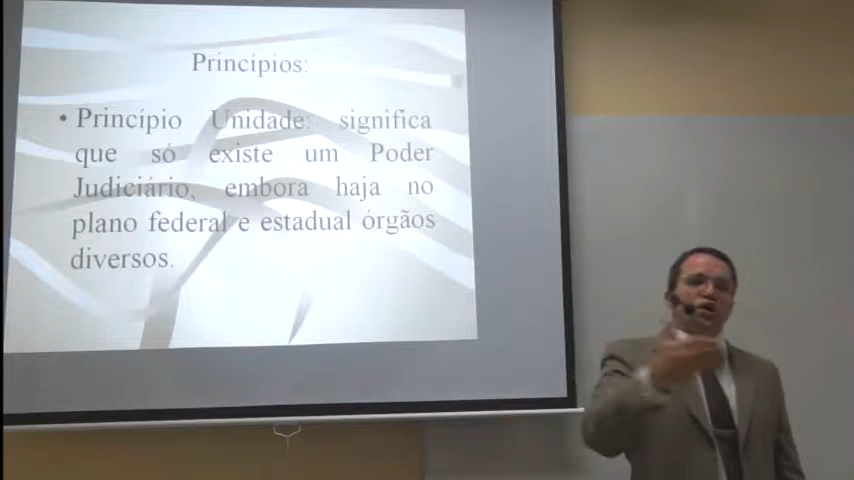 Princípios:
• Princípio Unidade: significa
que só existe um Poder
Judiciário, embora haja no
plano federal e estadual órgãos
diversos.